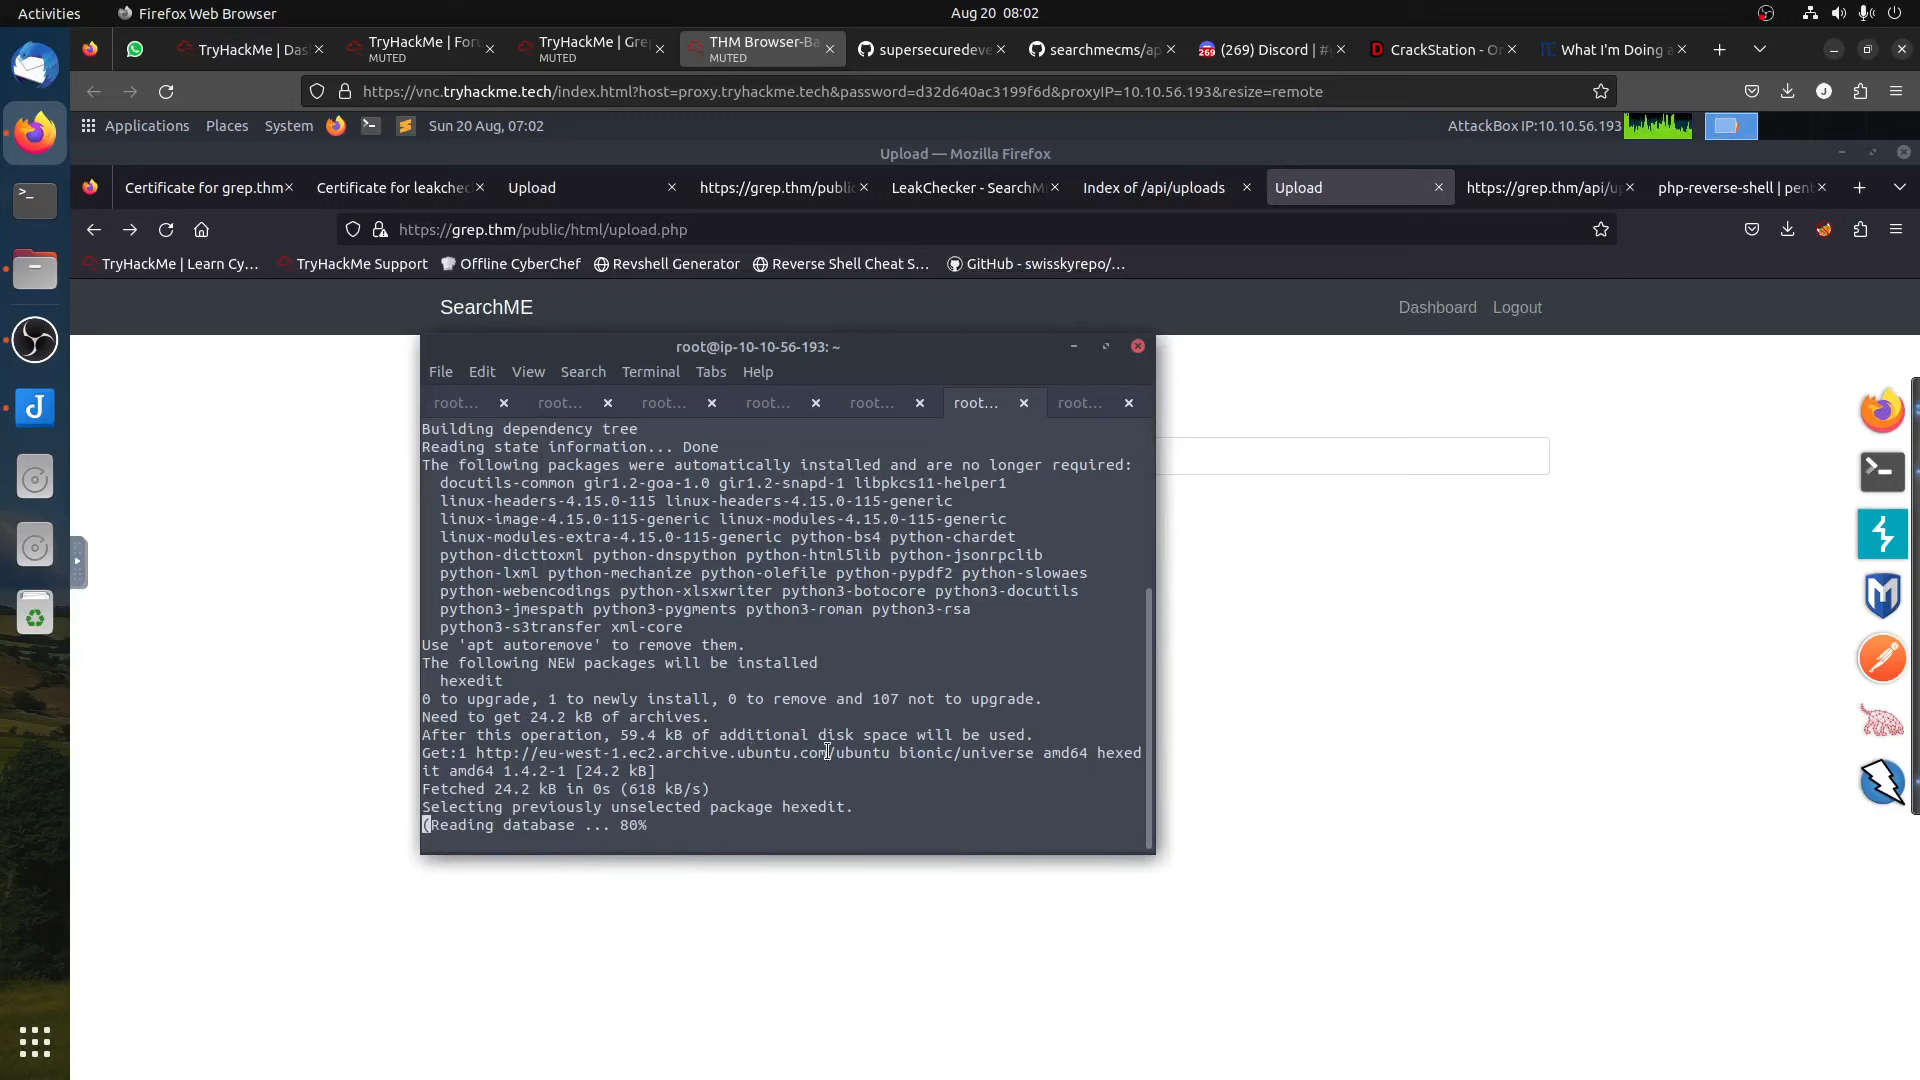 Activities
Firefox Web Browser
Aug 20 08:02
TryHackMe | Das
TryHackMe | For
MUTED
TryHackMe | Gre
MUTED
THM Browser-Ba
MUTED
supersecuredeve
searchmecms/ap
(269) Discord | #
CrackStation - O
What I'm Doing a
https://vnc.tryhackme.tech/index.html?host=proxy.tryhackme.tech&password=d32d640ac3199f6d&proxyIP=10.10.56.193&resize=remote
Applications
Places
System
Sun 20 Aug, 07:02
AttackBox IP:10.10.56.193
Upload — Mozilla Firefox
Certificate for grep.thm
Certificate for leakchec
Upload
https://grep.thm/public
LeakChecker - SearchM
Index of /api/uploads
Upload
https://grep.thm/api/up
php-reverse-shell | pent
https://grep.thm/public/html/upload.php
TryHackMe | Learn Cy…
TryHackMe Support
Offline CyberChef
Revshell Generator
Reverse Shell Cheat S…
GitHub - swisskyrepo/…
SearchME
Dashboard
Logout
root@ip-10-10-56-193: ~
File Edit View Search Terminal Tabs Help
root... root... root... root... root... root... root...
Building dependency tree
Reading state information... Done
The following packages were automatically installed and are no longer required:
docutils-common gir1.2-goa-1.0 gir1.2-snapd-1 libpkcs11-helper1
linux-headers-4.15.0-115 linux-headers-4.15.0-115-generic
linux-image-4.15.0-115-generic linux-modules-4.15.0-115-generic
linux-modules-extra-4.15.0-115-generic python-bs4 python-chardet
python-dicttoxml python-dnspython python-html5lib python-jsonrpclib
python-lxml python-mechanize python-olefile python-pypdf2 python-slowaes
python-webencodings python-xlsxwriter python3-botocore python3-docutils
python3-jmespath python3-pygments python3-roman python3-rsa
python3-s3transfer xml-core
Use 'apt autoremove' to remove them.
The following NEW packages will be installed
hexedit
0 to upgrade, 1 to newly install, 0 to remove and 107 not to upgrade.
Need to get 24.2 kB of archives.
After this operation, 59.4 kB of additional disk space will be used.
Get:1 http://eu-west-1.ec2.archive.ubuntu.com/ubuntu bionic/universe amd64 hexed
it amd64 1.4.2-1 [24.2 kB]
Fetched 24.2 kB in 0s (618 kB/s)
Selecting previously unselected package hexedit.
(Reading database ... 80%